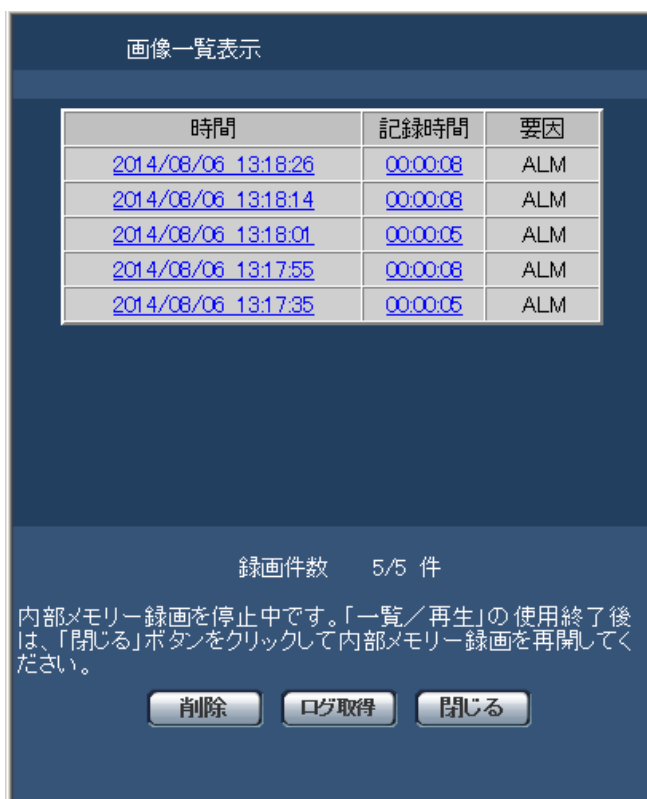 画像一覧表示
時間 記録時間 要因
2014/08/06 13:18:26 00:00:08 ALM
2014/08/06 13:18:14 00:00:08 ALM
2014/08/06 13:18:01 00:00:05 ALM
2014/08/06 13:17:55 00:00:08 ALM
2014/08/06 13:17:35 00:00:05 ALM
録画件数 5/5 件
内部メモリー録画を停止中です。「一覧／再生」の使用終了後
は、「閉じる」ボタンをクリックして内部メモリー録画を再開してく
ださい。
削除 ログ取得 閉じる